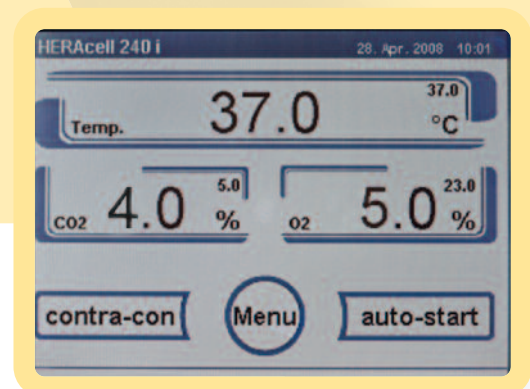 HERAcell 240 i 28. Apr. 2008 10:01
37.0
Temp. 37.0 °C
5.0 23.0
CO2 4.0 % O2 5.0 %
contra-con Menu auto-start